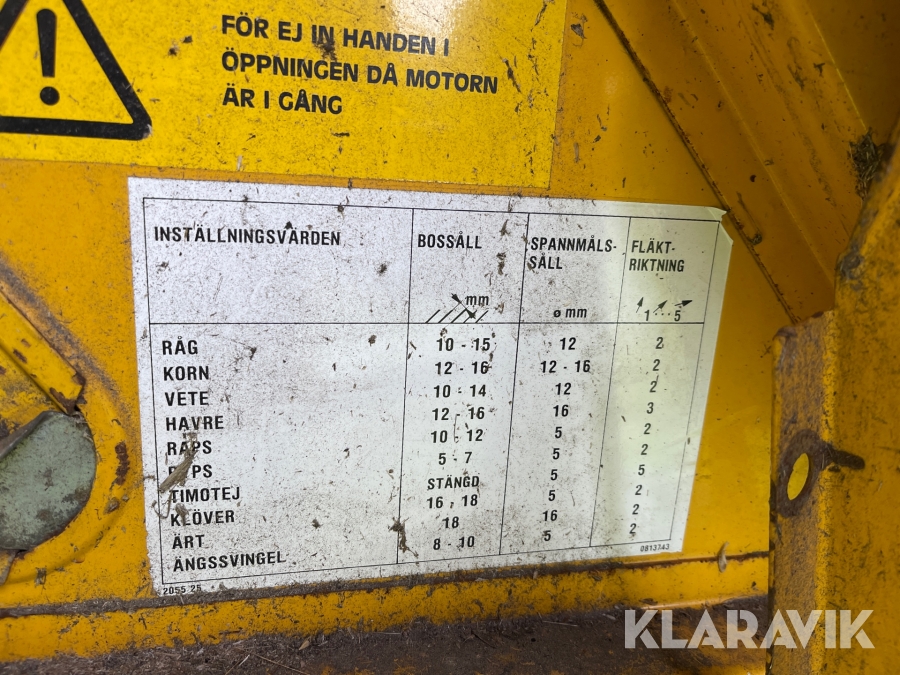 FÖR EJ IN HANDEN I
ÖPPNINGEN DÅ MOTORN
ÄR I GÅNG
INSTÄLLNINGSVÄRDEN BOSSÅLL SPANNMÅLS- FLÄKT-
SÅLL RIKTNING
mm ø mm 1...5
RÅG 10 - 15 12 2
KORN 12 - 16 12 - 16 2
VETE 10 - 14 12 2
HAVRE 12 - 16 16 3
RAPS 10 - 12 5 2
5 - 7 5 2
TIMOTEJ STÄNGD 5 5
KLÖVER 16 - 18 5 2
ÄRT 18 16 2
ÄNGSSVINGEL 8 - 10 5 2
2055 25 0813743
KLARAVIK